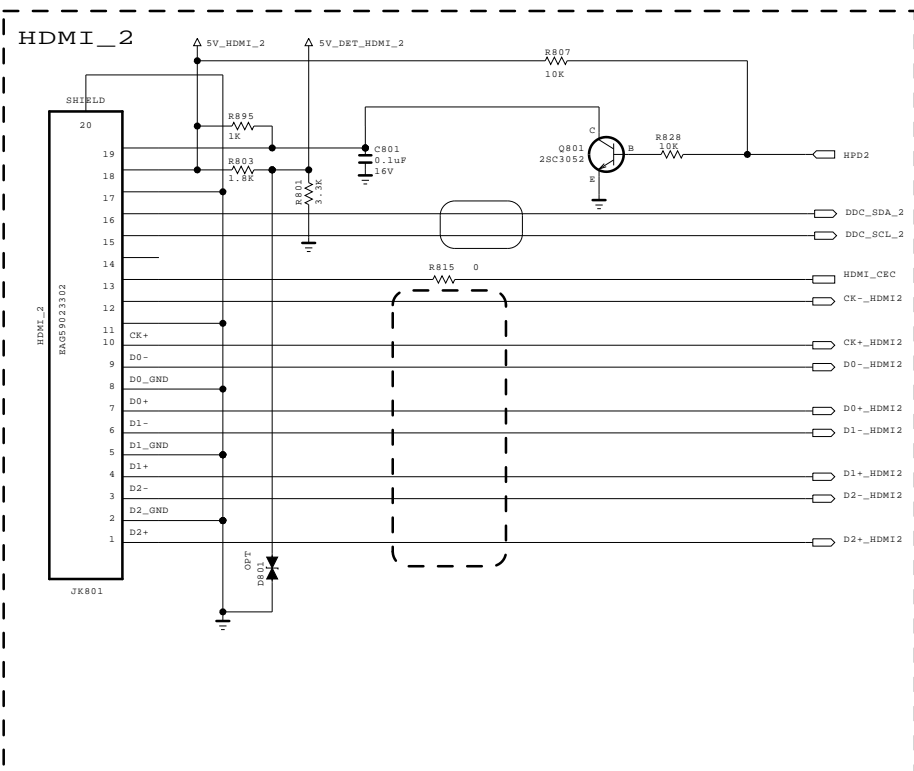 HDMI_2
5V_HDMI_2
5V_DET_HDMI_2
R807
10K
SHIELD
20
R895
1K
C801
0.1uF
16V
Q801
2SC3052
C
B
E
R828
10K
HPD2
19
R803
1.8K
18
R801
3.3K
17
16
DDC_SDA_2
15
DDC_SCL_2
14
R815 0
13
HDMI_CEC
12
CK-_HDMI2
11
HDMI_2
EAG59023302
10
CK+
CK+_HDMI2
9
D0-
D0-_HDMI2
8
D0_GND
7
D0+
D0+_HDMI2
6
D1-
D1-_HDMI2
5
D1_GND
4
D1+
D1+_HDMI2
3
D2-
D2-_HDMI2
2
D2_GND
1
D2+
D2+_HDMI2
OPT
D801
JK801